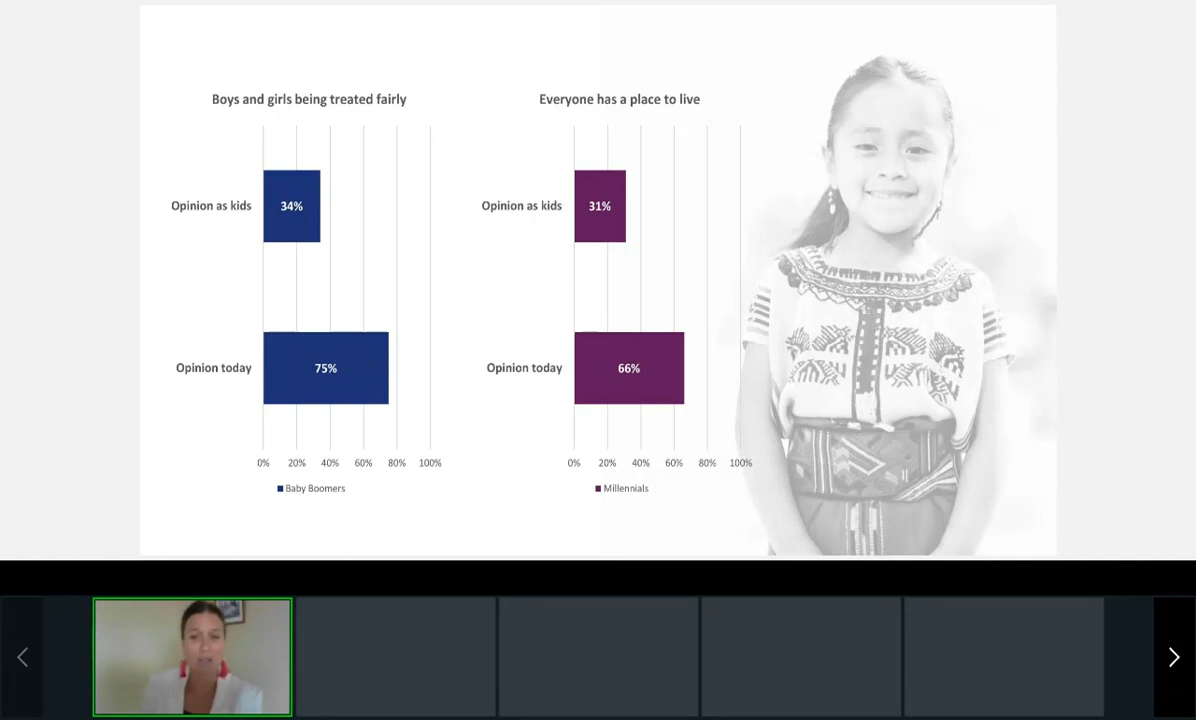 Boys and girls being treated fairly
Opinion as kids
34%
Opinion today
75%
0% 20% 40% 60% 80% 100%
Baby Boomers
Everyone has a place to live
Opinion as kids
31%
Opinion today
66%
0% 20% 40% 60% 80% 100%
Millennials